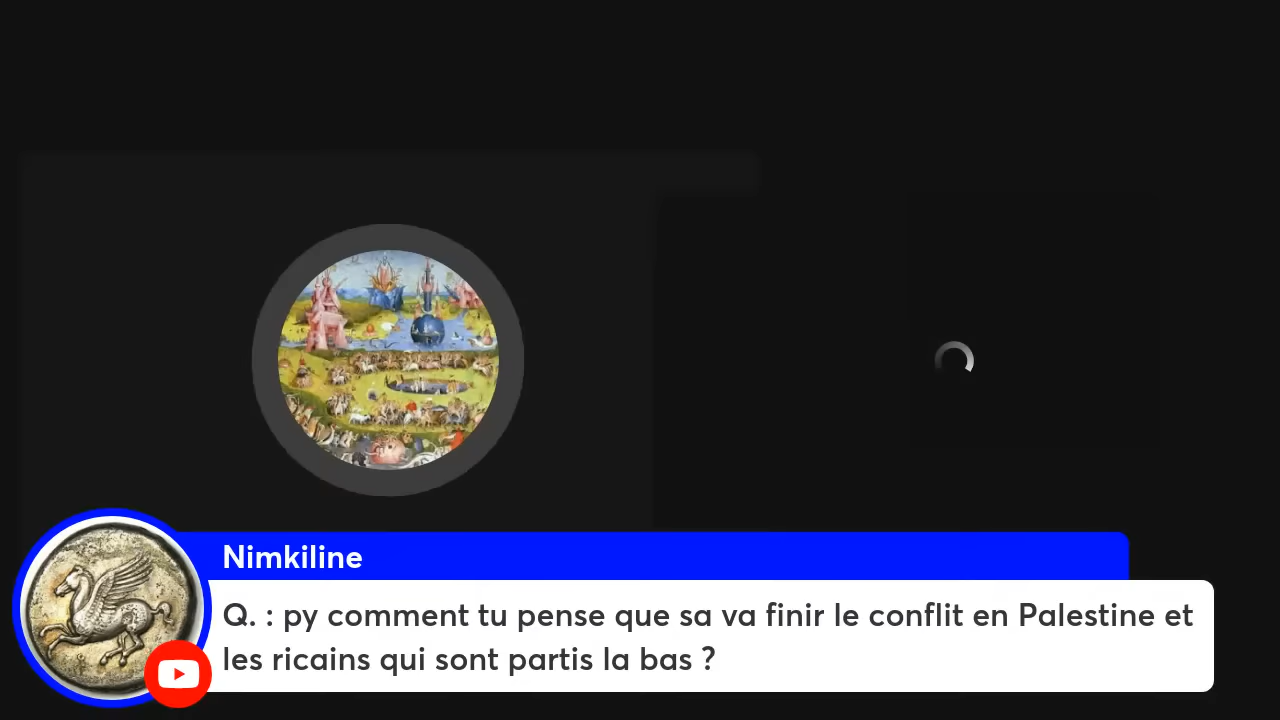 Nimkiline
Q. : py comment tu pense que sa va finir le conflit en Palestine et
les ricains qui sont partis la bas ?